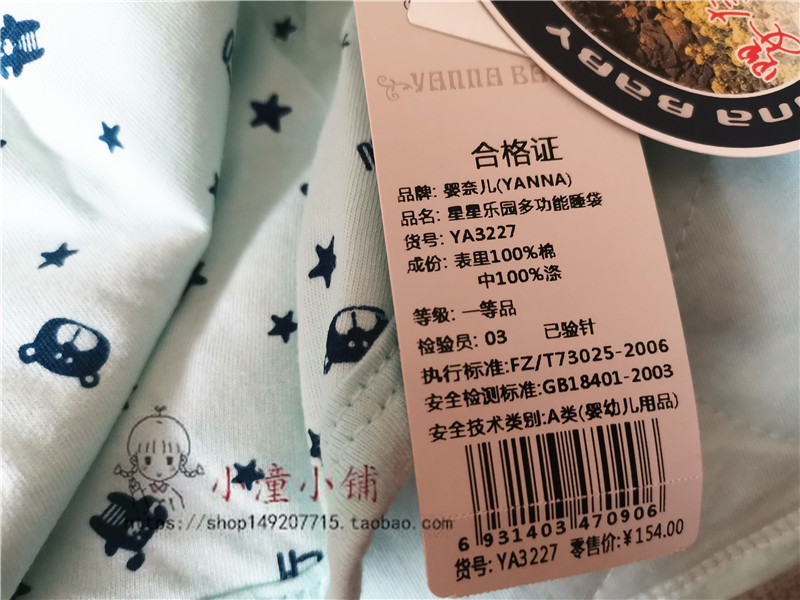 YANNA BA
NA BABY
合格证
品牌: 婴奈儿(YANNA)
品名: 星星乐园多功能睡袋
货号: YA3227
成份: 表里100%棉
中100%涤
等级: 一等品
检验员: 03 已验针
执行标准:FZ/T73025-2006
安全检测标准:GB18401-2003
安全技术类别:A类(婴幼儿用品)
6 931403 470906
货号: YA3227 零售价:¥154.00
小潼小铺
https://shop149207715.taobao.com